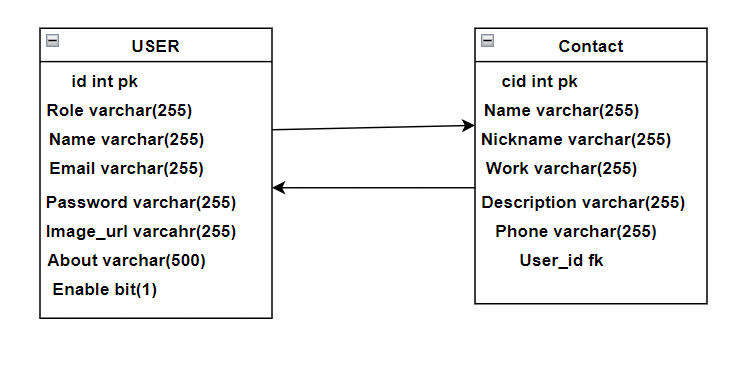 USER
id int pk
Role varchar(255)
Name varchar(255)
Email varchar(255)
Password varchar(255)
Image_url varcahr(255)
About varchar(500)
Enable bit(1)
Contact
cid int pk
Name varchar(255)
Nickname varchar(255)
Work varchar(255)
Description varchar(255)
Phone varchar(255)
User_id fk